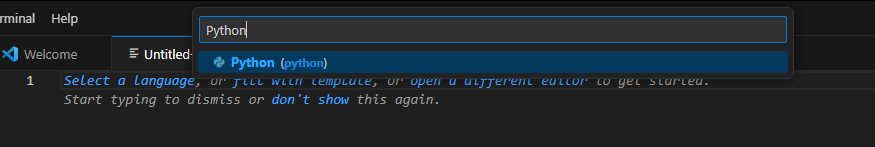 rminal Help
Python
Welcome
Untitled-
Python (python)
1 Select a language, or fill with template, or open a different editor to get started.
Start typing to dismiss or don't show this again.